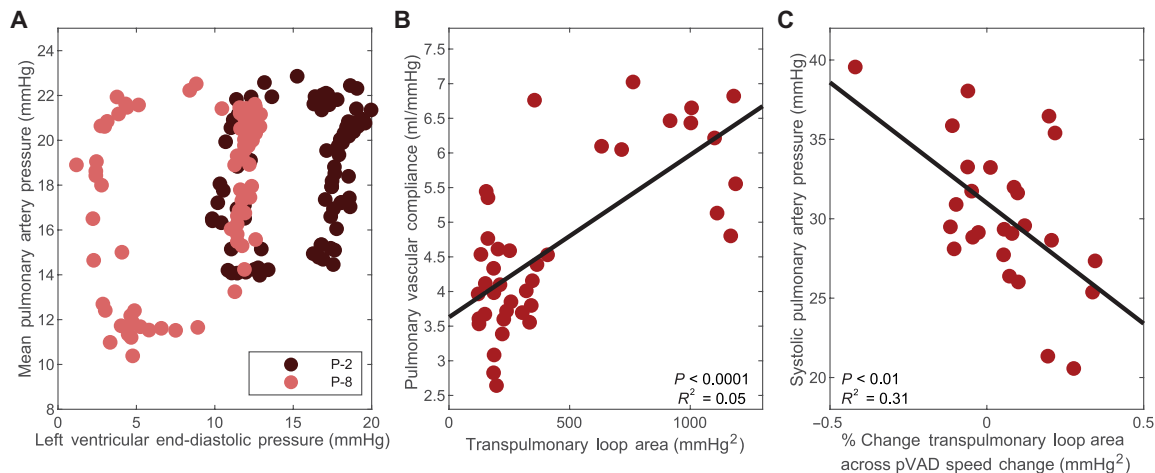 A
Mean pulmonary artery pressure (mmHg)
24
22
20
18
16
14
12
10
8
0
5
10
15
20
Left ventricular end-diastolic pressure (mmHg)
P-2
P-8
B
Pulmonary vascular compliance (ml/mmHg)
7.5
7
6.5
6
5.5
5
4.5
4
3.5
3
2.5
0
500
1000
Transpulmonary loop area (mmHg²)
P < 0.0001
R² = 0.05
C
Systolic pulmonary artery pressure (mmHg)
40
35
30
25
20
−0.5
0
0.5
% Change transpulmonary loop area
across pVAD speed change (mmHg²)
P < 0.01
R² = 0.31